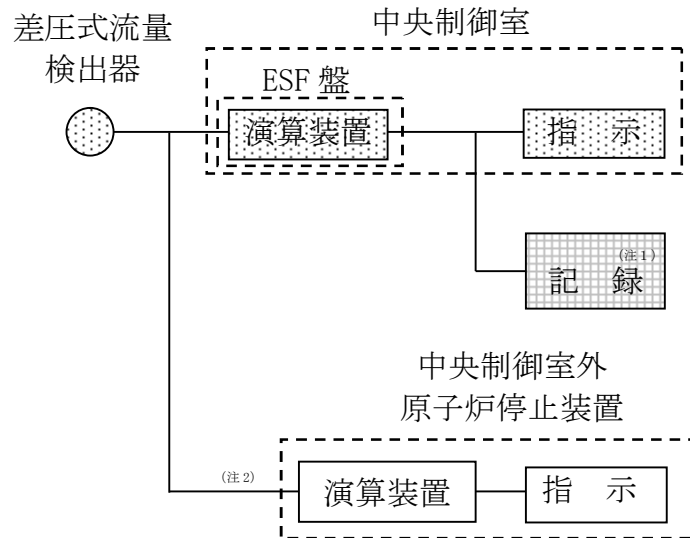 差圧式流量
検出器
中央制御室
ESF 盤
演算装置
指 示
(注1)
記 録
中央制御室外
原子炉停止装置
(注2)
演算装置
指 示